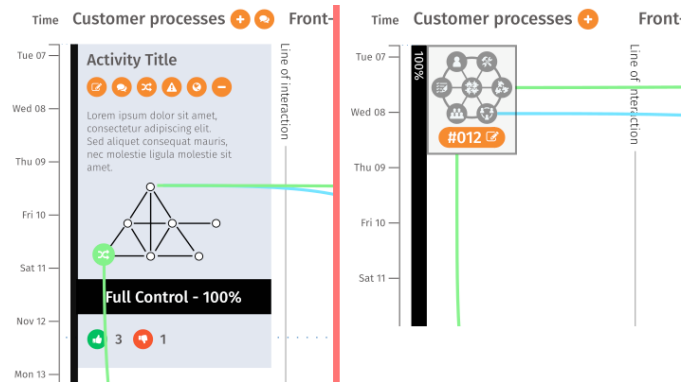 Time
Customer processes
Front-
Tue 07
Wed 08
Thu 09
Fri 10
Sat 11
Nov 12
Mon 13
Activity Title
Lorem ipsum dolor sit amet,
consectetur adipiscing elit.
Sed aliquet consequat mauris,
nec molestie ligula molestie sit
amet.
Full Control - 100%
3
1
Line of interaction
Time
Customer processes
Front-
Tue 07
Wed 08
Thu 09
Fri 10
Sat 11
100%
#012
Line of interaction